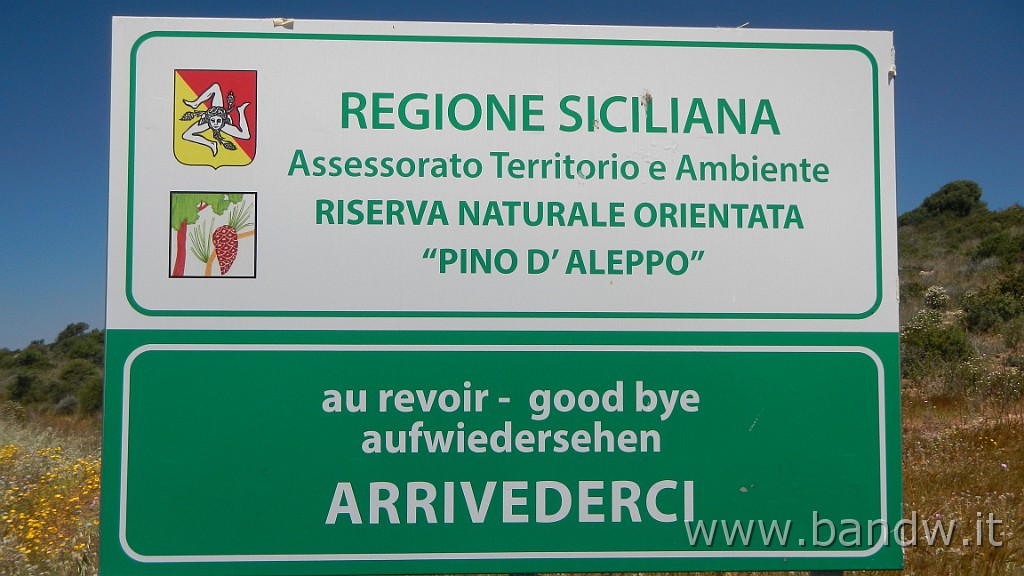 REGIONE SICILIANA
Assessorato Territorio e Ambiente
RISERVA NATURALE ORIENTATA
“PINO D’ ALEPPO”
au revoir - good bye
aufwiedersehen
ARRIVEDERCI
www.bandw.it